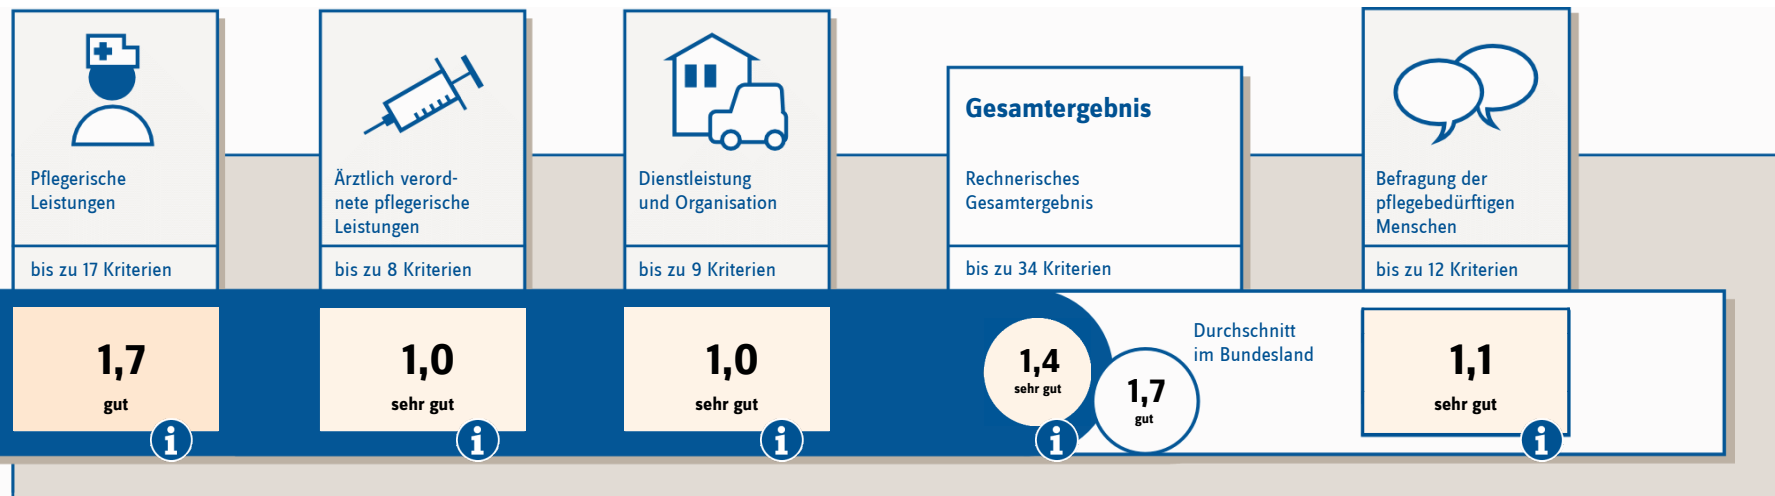 Pflegerische
Leistungen
bis zu 17 Kriterien
1,7
gut
i
Ärztlich verord-
nete pflegerische
Leistungen
bis zu 8 Kriterien
1,0
sehr gut
i
Dienstleistung
und Organisation
bis zu 9 Kriterien
1,0
sehr gut
i
Gesamtergebnis
Rechnerisches
Gesamtergebnis
bis zu 34 Kriterien
1,4
sehr gut
i
1,7
gut
Durchschnitt
im Bundesland
Befragung der
pflegebedürftigen
Menschen
bis zu 12 Kriterien
1,1
sehr gut
i